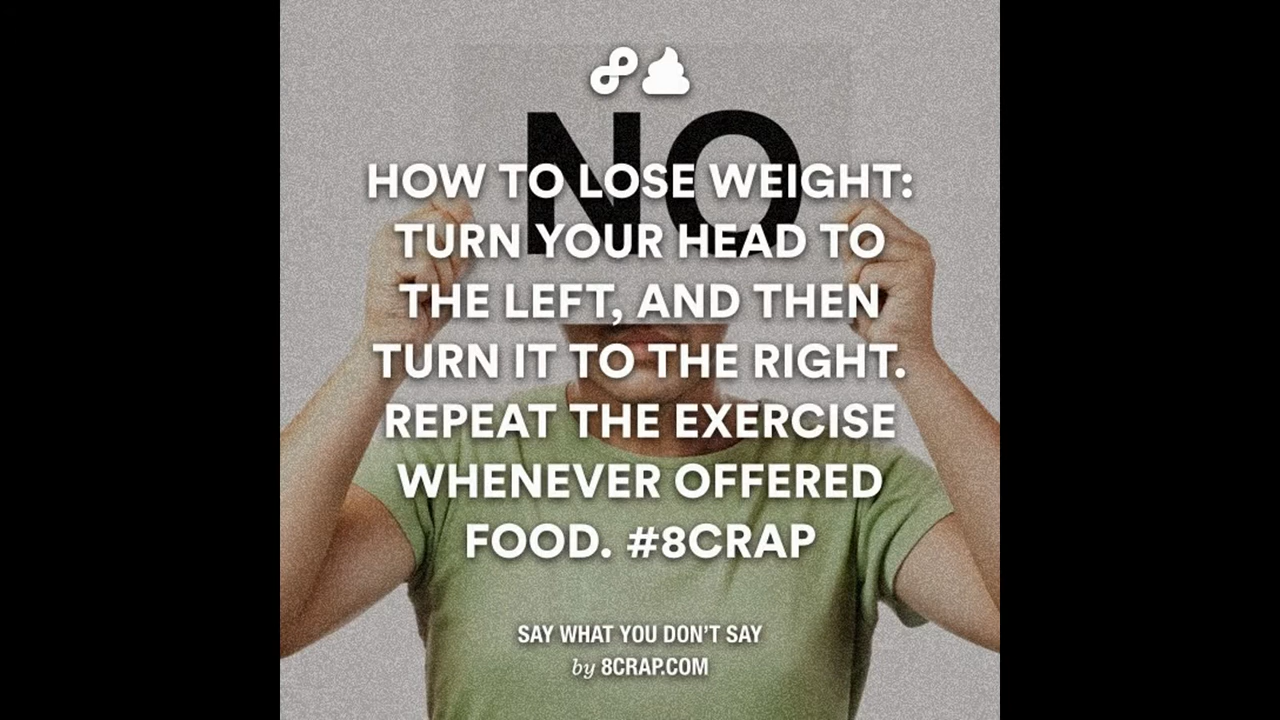 NO
HOW TO LOSE WEIGHT:
TURN YOUR HEAD TO
THE LEFT, AND THEN
TURN IT TO THE RIGHT.
REPEAT THE EXERCISE
WHENEVER OFFERED
FOOD. #8CRAP
SAY WHAT YOU DON'T SAY
by 8CRAP.COM